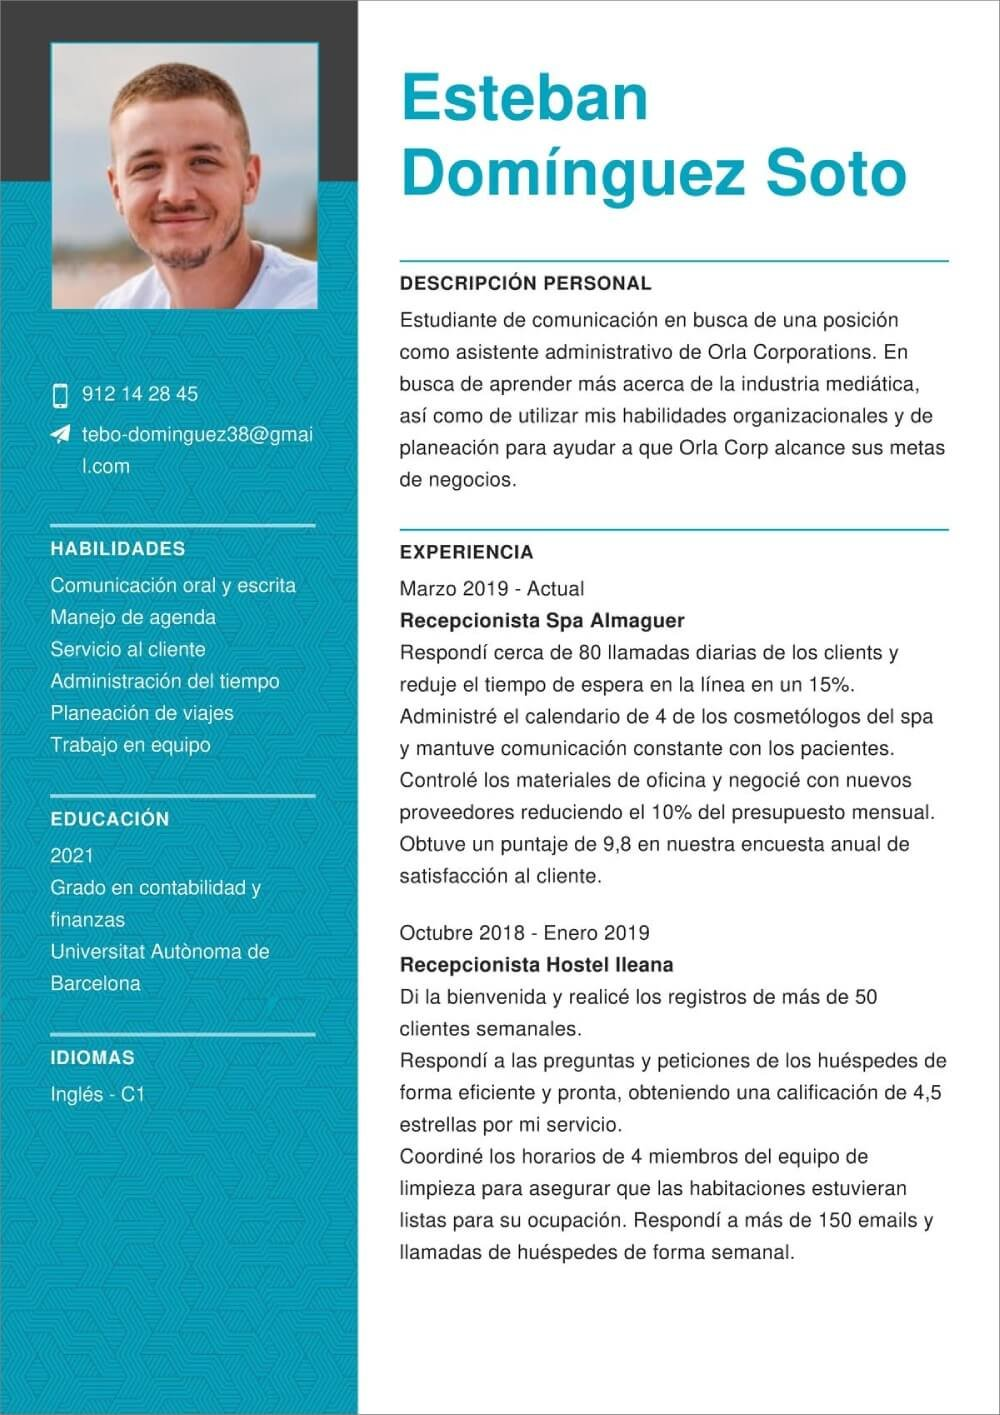 Esteban
Domínguez Soto
912 14 28 45
tebo-dominguez38@gmai
l.com
HABILIDADES
Comunicación oral y escrita
Manejo de agenda
Servicio al cliente
Administración del tiempo
Planeación de viajes
Trabajo en equipo
EDUCACIÓN
2021
Grado en contabilidad y
finanzas
Universitat Autònoma de
Barcelona
IDIOMAS
Inglés - C1
DESCRIPCIÓN PERSONAL
Estudiante de comunicación en busca de una posición
como asistente administrativo de Orla Corporations. En
busca de aprender más acerca de la industria mediática,
así como de utilizar mis habilidades organizacionales y de
planeación para ayudar a que Orla Corp alcance sus metas
de negocios.
EXPERIENCIA
Marzo 2019 - Actual
Recepcionista Spa Almaguer
Respondí cerca de 80 llamadas diarias de los clients y
reduje el tiempo de espera en la línea en un 15%.
Administré el calendario de 4 de los cosmetólogos del spa
y mantuve comunicación constante con los pacientes.
Controlé los materiales de oficina y negocié con nuevos
proveedores reduciendo el 10% del presupuesto mensual.
Obtuve un puntaje de 9,8 en nuestra encuesta anual de
satisfacción al cliente.
Octubre 2018 - Enero 2019
Recepcionista Hostel Ileana
Di la bienvenida y realicé los registros de más de 50
clientes semanales.
Respondí a las preguntas y peticiones de los huéspedes de
forma eficiente y pronta, obteniendo una calificación de 4,5
estrellas por mi servicio.
Coordiné los horarios de 4 miembros del equipo de
limpieza para asegurar que las habitaciones estuvieran
listas para su ocupación. Respondí a más de 150 emails y
llamadas de huéspedes de forma semanal.